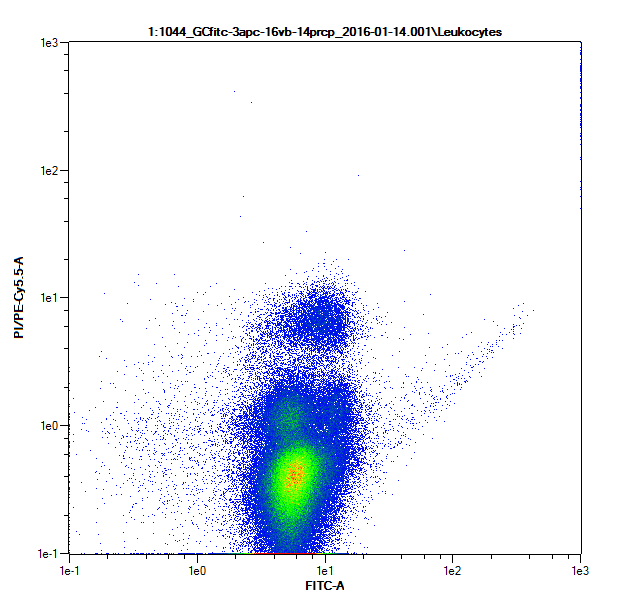 1:1044_GCfitc-3apc-16vb-14prcp_2016-01-14.001\Leukocytes
1e3
1e2
PI/PE-Cy5.5-A
1e1
1e0
1e-1
1e-1 1e0 1e1 1e2 1e3
FITC-A